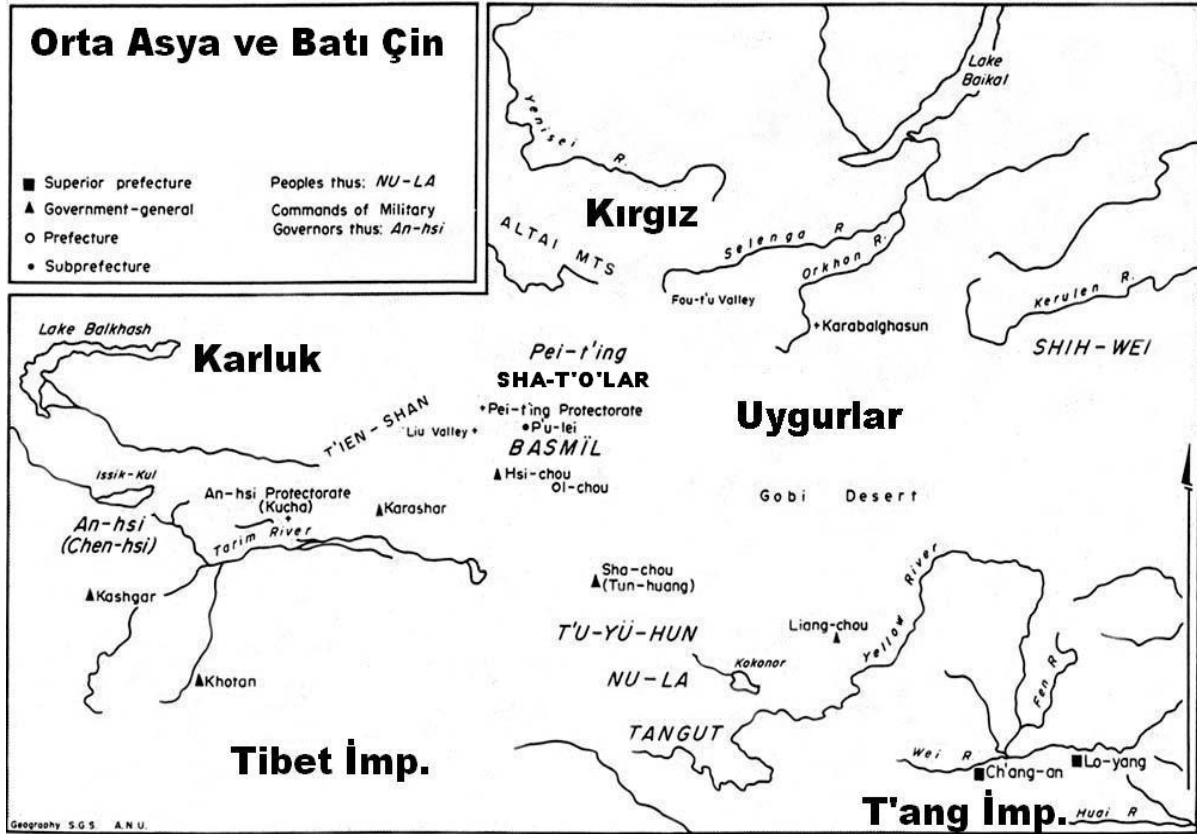 Orta Asya ve Batı Çin
■ Superior prefecture
▲ Government-general
○ Prefecture
• Subprefecture
Peoples thus: NU-LA
Commands of Military
Governors thus: An-hsi
Lake
Baikal
Yenisei R.
Kırgız
ALTAI MTS
Selenga R
Orkhon R.
Fou-t'u Valley
Karabalghasun
Kerulen R.
SHIH-WEI
Lake Balkhash
Karluk
Pei-t'ing
SHA-T'O'LAR
Pei-t'ing Protectorate
P'u-lei
Uygurlar
T'IEN-SHAN
Liu Valley
BASMÏL
Hsi-chou
OI-chou
Issik-Kul
An-hsi Protectorate
(Kucha)
Karashar
Gobi Desert
An-hsi
(Chen-hsi)
Tarim River
Kashgar
Sha-chou
(Tun-huang)
Liang-chou
Yellow River
T'U-YÜ-HUN
Kokonor
NU-LA
Khotan
TANGUT
Fen R
Wei R
Ch'ang-an
Lo-yang
Tibet İmp.
T'ang İmp.
Huai R
Geography S.G.S A.N.U.